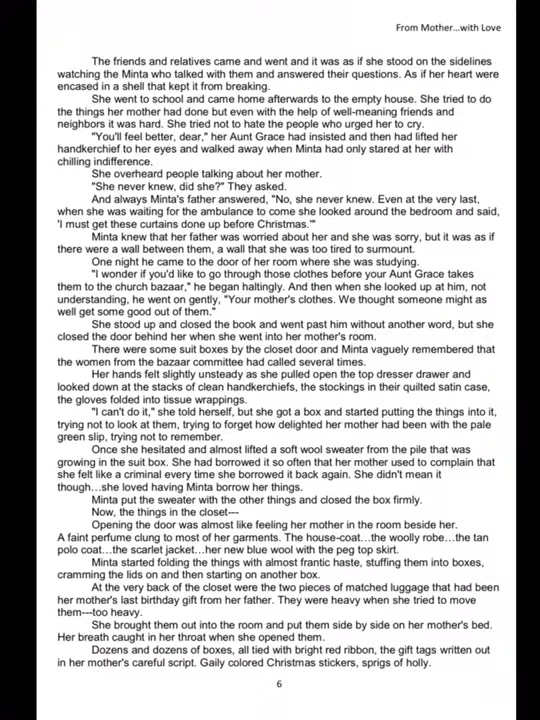 From Mother…with Love
The friends and relatives came and went and it was as if she stood on the sidelines
watching the Minta who talked with them and answered their questions. As if her heart were
encased in a shell that kept it from breaking.
She went to school and came home afterwards to the empty house. She tried to do
the things her mother had done but even with the help of well-meaning friends and
neighbors it was hard. She tried not to hate the people who urged her to cry.
"You'll feel better, dear," her Aunt Grace had insisted and then had lifted her
handkerchief to her eyes and walked away when Minta had only stared at her with
chilling indifference.
She overheard people talking about her mother.
"She never knew, did she?" They asked.
And always Minta's father answered, "No, she never knew. Even at the very last,
when she was waiting for the ambulance to come she looked around the bedroom and said,
'I must get these curtains done up before Christmas.'"
Minta knew that her father was worried about her and she was sorry, but it was as if
there were a wall between them, a wall that she was too tired to surmount.
One night he came to the door of her room where she was studying.
"I wonder if you'd like to go through those clothes before your Aunt Grace takes
them to the church bazaar," he began haltingly. And then when she looked up at him, not
understanding, he went on gently, "Your mother's clothes. We thought someone might as
well get some good out of them."
She stood up and closed the book and went past him without another word, but she
closed the door behind her when she went into her mother's room.
There were some suit boxes by the closet door and Minta vaguely remembered that
the women from the bazaar committee had called several times.
Her hands felt slightly unsteady as she pulled open the top dresser drawer and
looked down at the stacks of clean handkerchiefs, the stockings in their quilted satin case,
the gloves folded into tissue wrappings.
"I can't do it," she told herself, but she got a box and started putting the things into it,
trying not to look at them, trying to forget how delighted her mother had been with the pale
green slip, trying not to remember.
Once she hesitated and almost lifted a soft wool sweater from the pile that was
growing in the suit box. She had borrowed it so often that her mother used to complain that
she felt like a criminal every time she borrowed it back again. She didn't mean it
though…she loved having Minta borrow her things.
Minta put the sweater with the other things and closed the box firmly.
Now, the things in the closet---
Opening the door was almost like feeling her mother in the room beside her.
A faint perfume clung to most of her garments. The house-coat…the woolly robe…the tan
polo coat…the scarlet jacket…her new blue wool with the peg top skirt.
Minta started folding the things with almost frantic haste, stuffing them into boxes,
cramming the lids on and then starting on another box.
At the very back of the closet were the two pieces of matched luggage that had been
her mother's last birthday gift from her father. They were heavy when she tried to move
them---too heavy.
She brought them out into the room and put them side by side on her mother's bed.
Her breath caught in her throat when she opened them.
Dozens and dozens of boxes, all tied with bright red ribbon, the gift tags written out
in her mother's careful script. Gaily colored Christmas stickers, sprigs of holly.
6